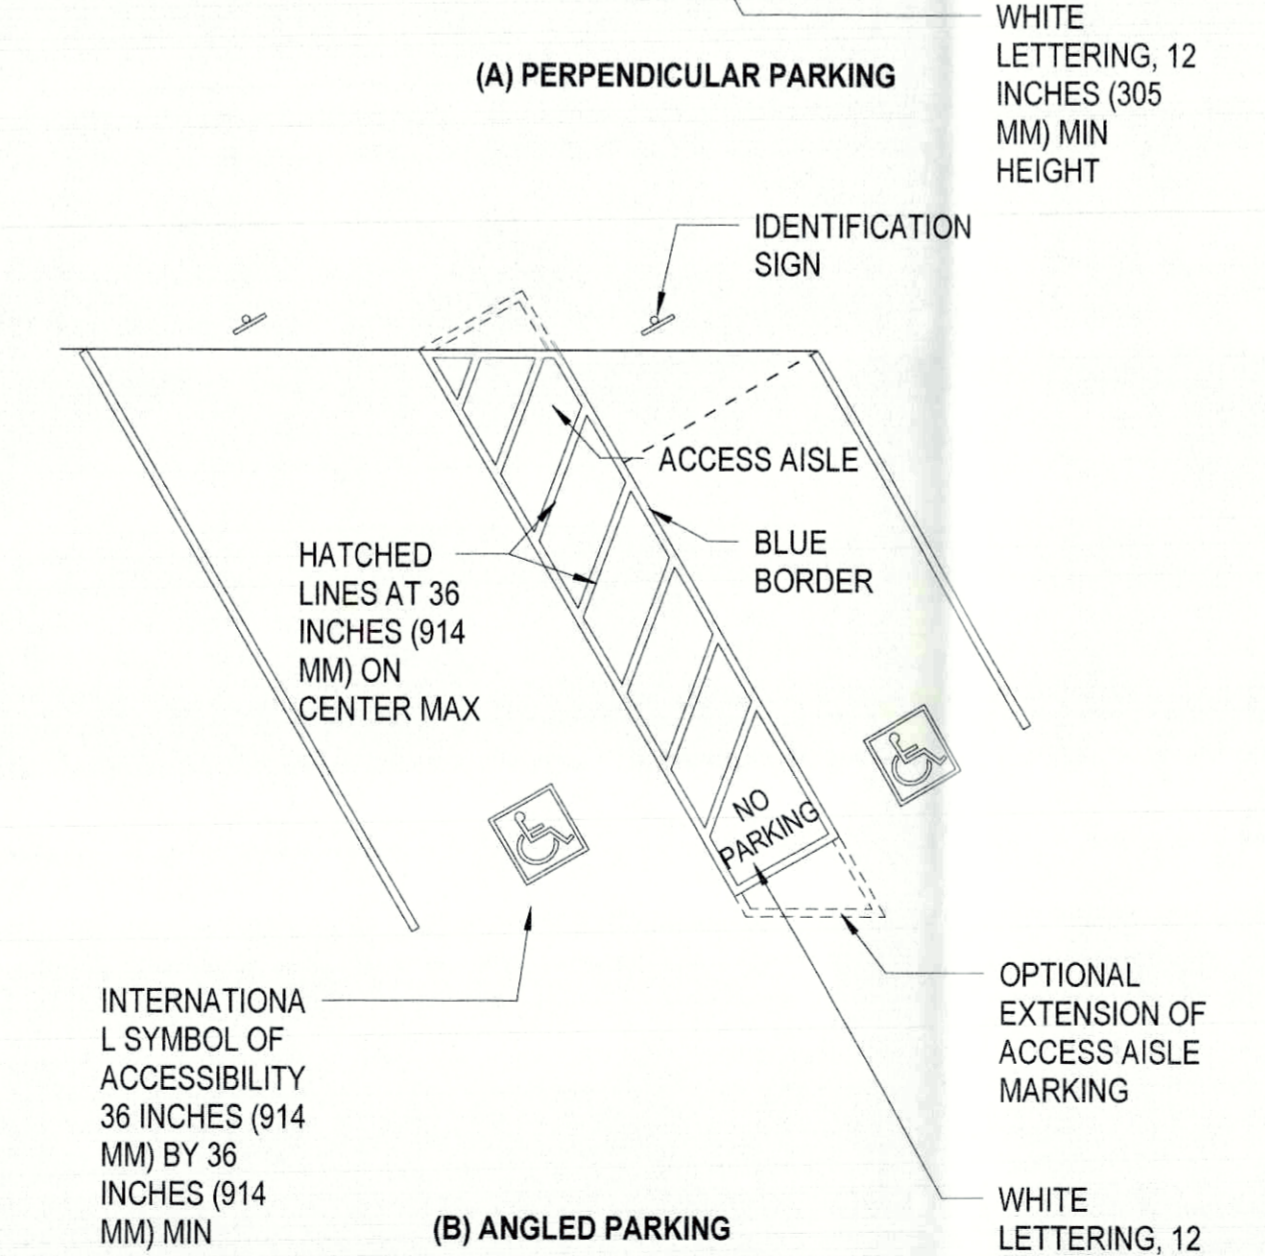 WHITE
LETTERING, 12
INCHES (305
MM) MIN
HEIGHT
(A) PERPENDICULAR PARKING
IDENTIFICATION
SIGN
ACCESS AISLE
BLUE
BORDER
HATCHED
LINES AT 36
INCHES (914
MM) ON
CENTER MAX
NO
PARKING
INTERNATIONA
L SYMBOL OF
ACCESSIBILITY
36 INCHES (914
MM) BY 36
INCHES (914
MM) MIN
OPTIONAL
EXTENSION OF
ACCESS AISLE
MARKING
WHITE
LETTERING, 12
(B) ANGLED PARKING